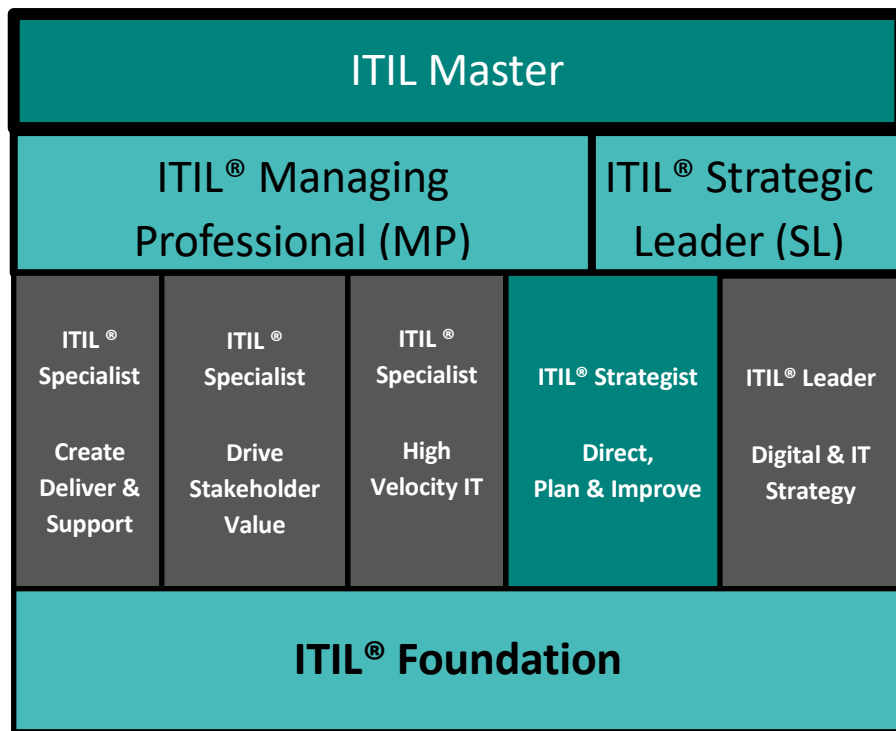 ITIL Master
ITIL® Managing
Professional (MP)
ITIL® Strategic
Leader (SL)
ITIL ®
Specialist
Create
Deliver &
Support
ITIL ®
Specialist
Drive
Stakeholder
Value
ITIL ®
Specialist
High
Velocity IT
ITIL® Strategist
Direct,
Plan & Improve
ITIL® Leader
Digital & IT
Strategy
ITIL® Foundation